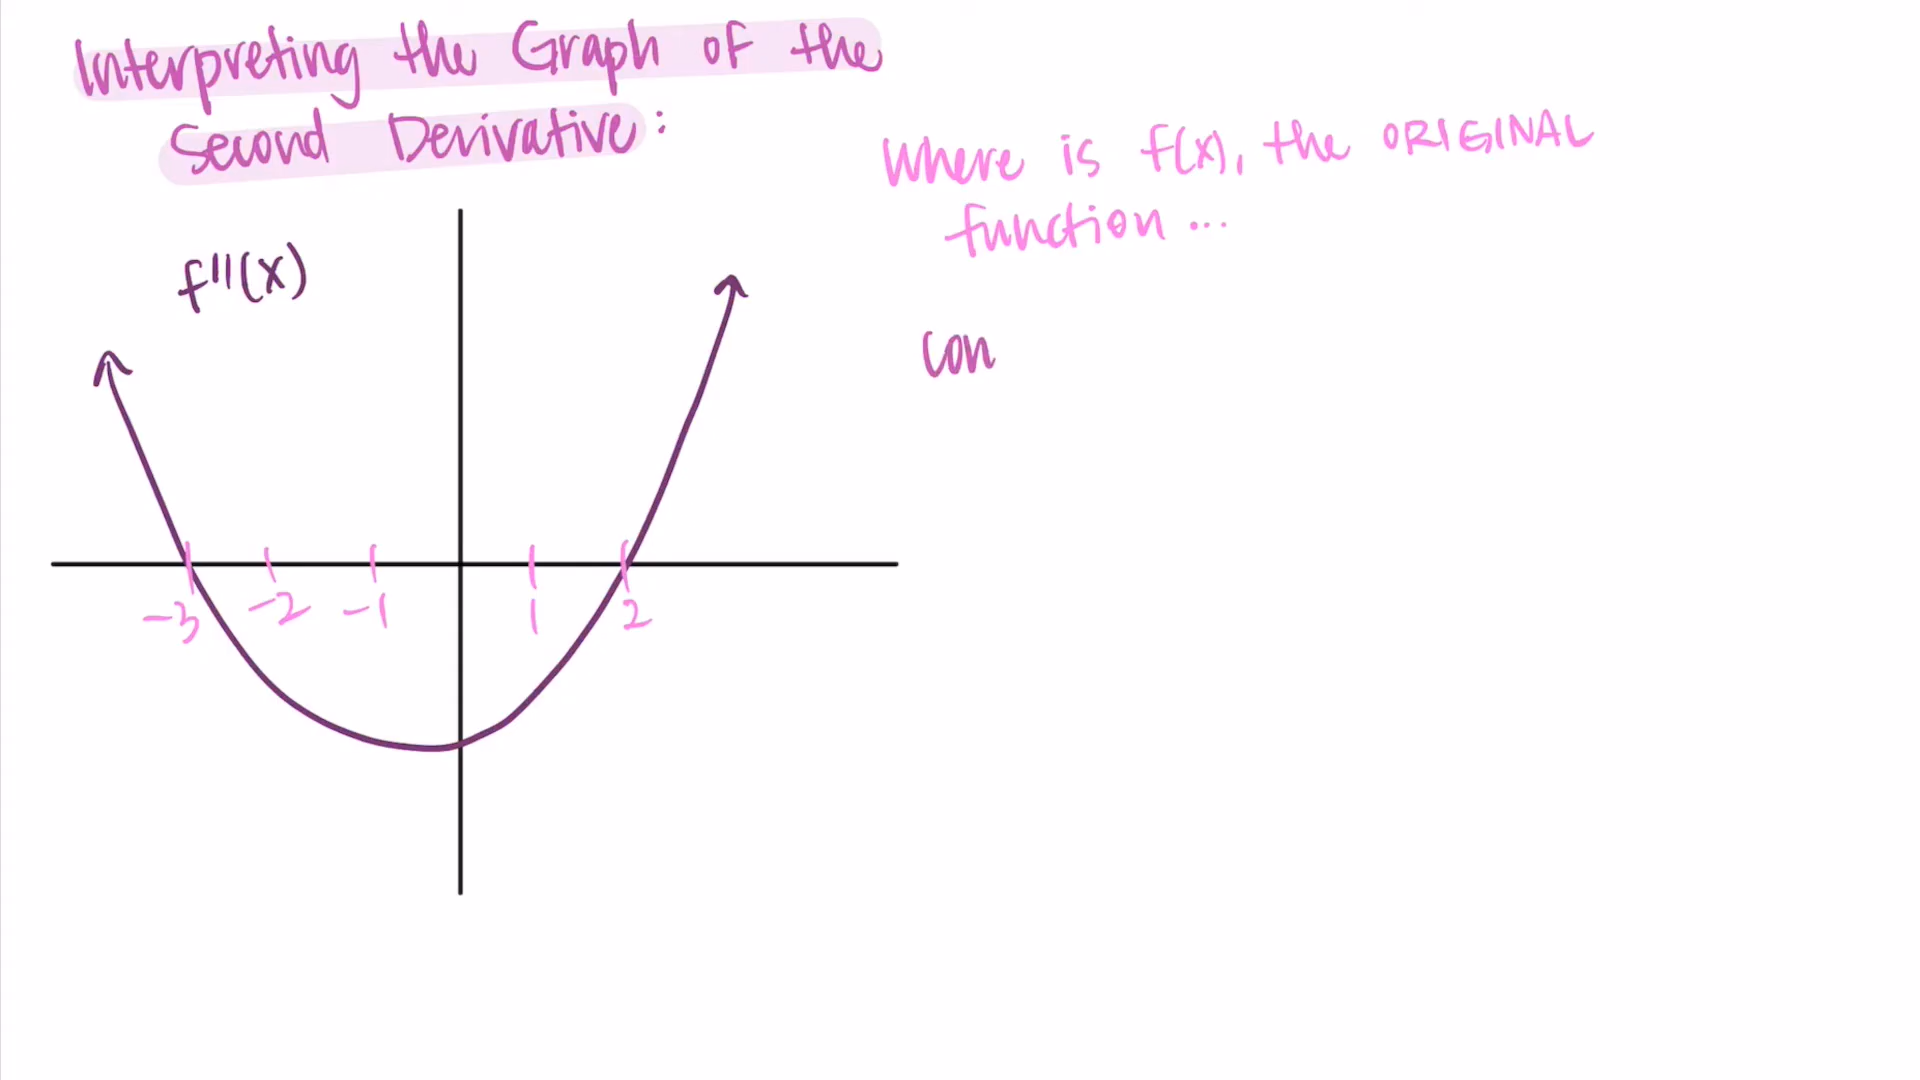 Interpreting the Graph of the
Second Derivative:
Where is f(x), the ORIGINAL
function ...
f''(x)
con
-3 -2 -1 1 2